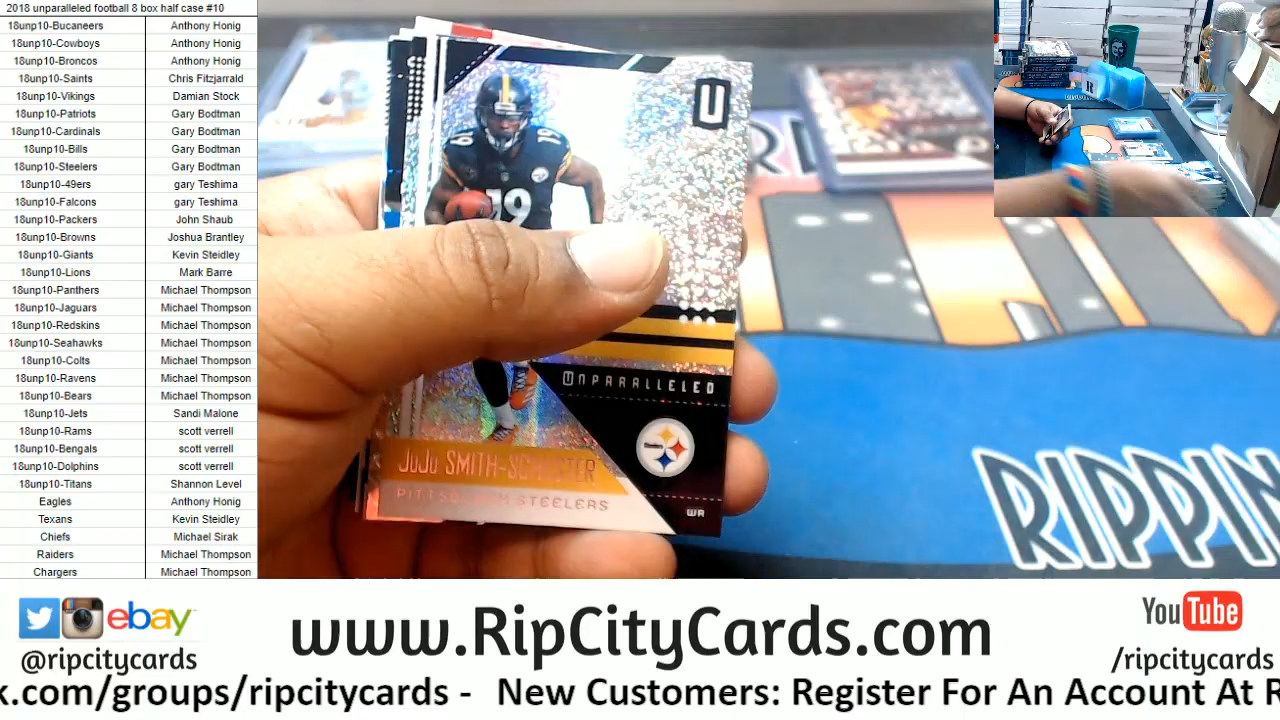 2018 unparalleled football 8 box half case #10
18unp10-Bucaneers Anthony Honig
18unp10-Cowboys Anthony Honig
18unp10-Broncos Anthony Honig
18unp10-Saints Chris Fitzjarrald
18unp10-Vikings Damian Stock
18unp10-Patriots Gary Bodtman
18unp10-Cardinals Gary Bodtman
18unp10-Bills Gary Bodtman
18unp10-Steelers Gary Bodtman
18unp10-49ers gary Teshima
18unp10-Falcons gary Teshima
18unp10-Packers John Shaub
18unp10-Browns Joshua Brantley
18unp10-Giants Kevin Steidley
18unp10-Lions Mark Barre
18unp10-Panthers Michael Thompson
18unp10-Jaguars Michael Thompson
18unp10-Redskins Michael Thompson
18unp10-Seahawks Michael Thompson
18unp10-Colts Michael Thompson
18unp10-Ravens Michael Thompson
18unp10-Bears Michael Thompson
18unp10-Jets Sandi Malone
18unp10-Rams scott verrell
18unp10-Bengals scott verrell
18unp10-Dolphins scott verrell
18unp10-Titans Shannon Level
Eagles Anthony Honig
Texans Kevin Steidley
Chiefs Michael Sirak
Raiders Michael Thompson
Chargers Michael Thompson
U
19
19
UNPARALLELED
JuJu SMITH-SCHUSTER
PITTSBURGH STEELERS
WR
RIPPIN
ebay
@ripcitycards
www.RipCityCards.com
YouTube
/ripcitycards
k.com/groups/ripcitycards - New Customers: Register For An Account At R